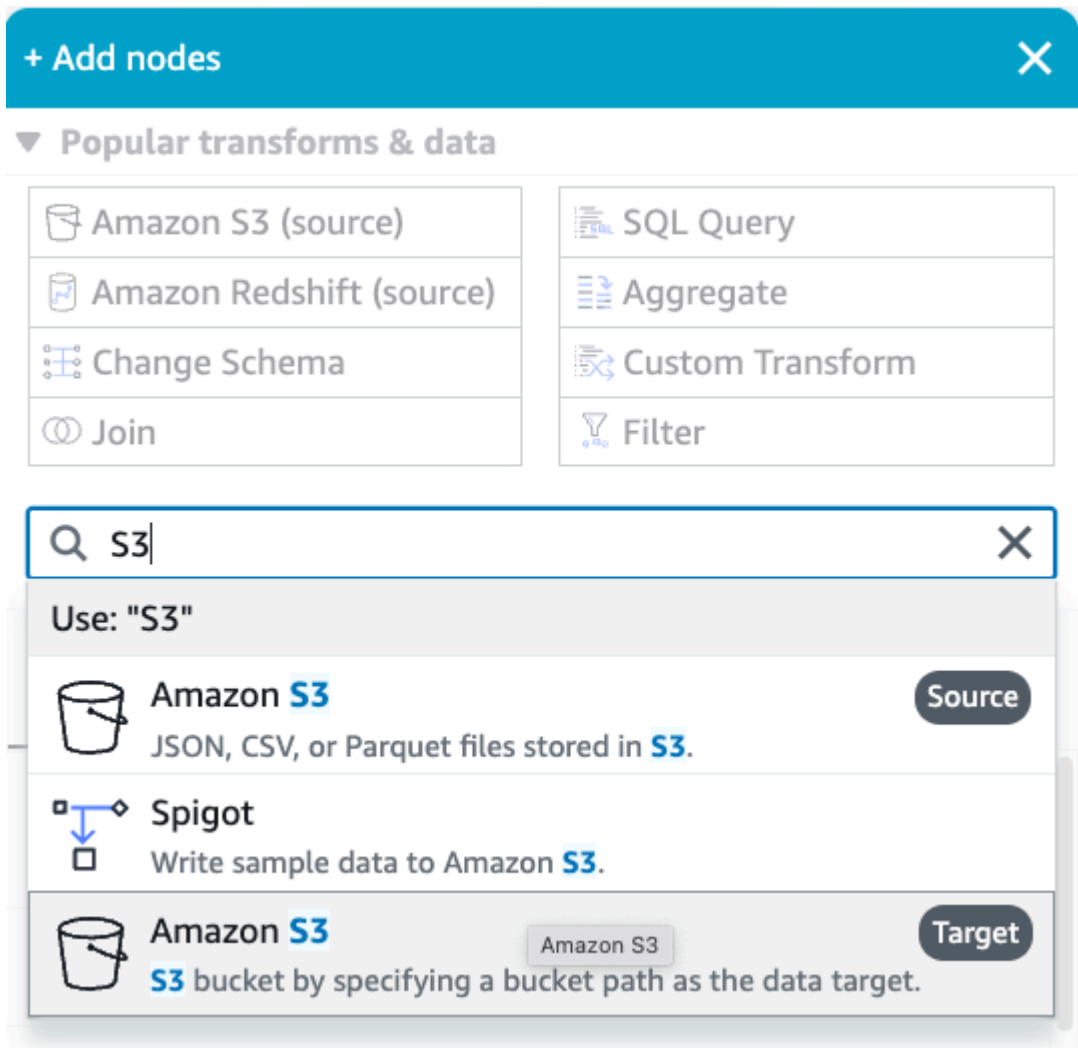 + Add nodes
Popular transforms & data
Amazon S3 (source)
SQL Query
Amazon Redshift (source)
Aggregate
Change Schema
Custom Transform
Join
Filter
S3
Use: "S3"
Amazon S3
Source
JSON, CSV, or Parquet files stored in S3.
Spigot
Write sample data to Amazon S3.
Amazon S3
Target
Amazon S3
S3 bucket by specifying a bucket path as the data target.